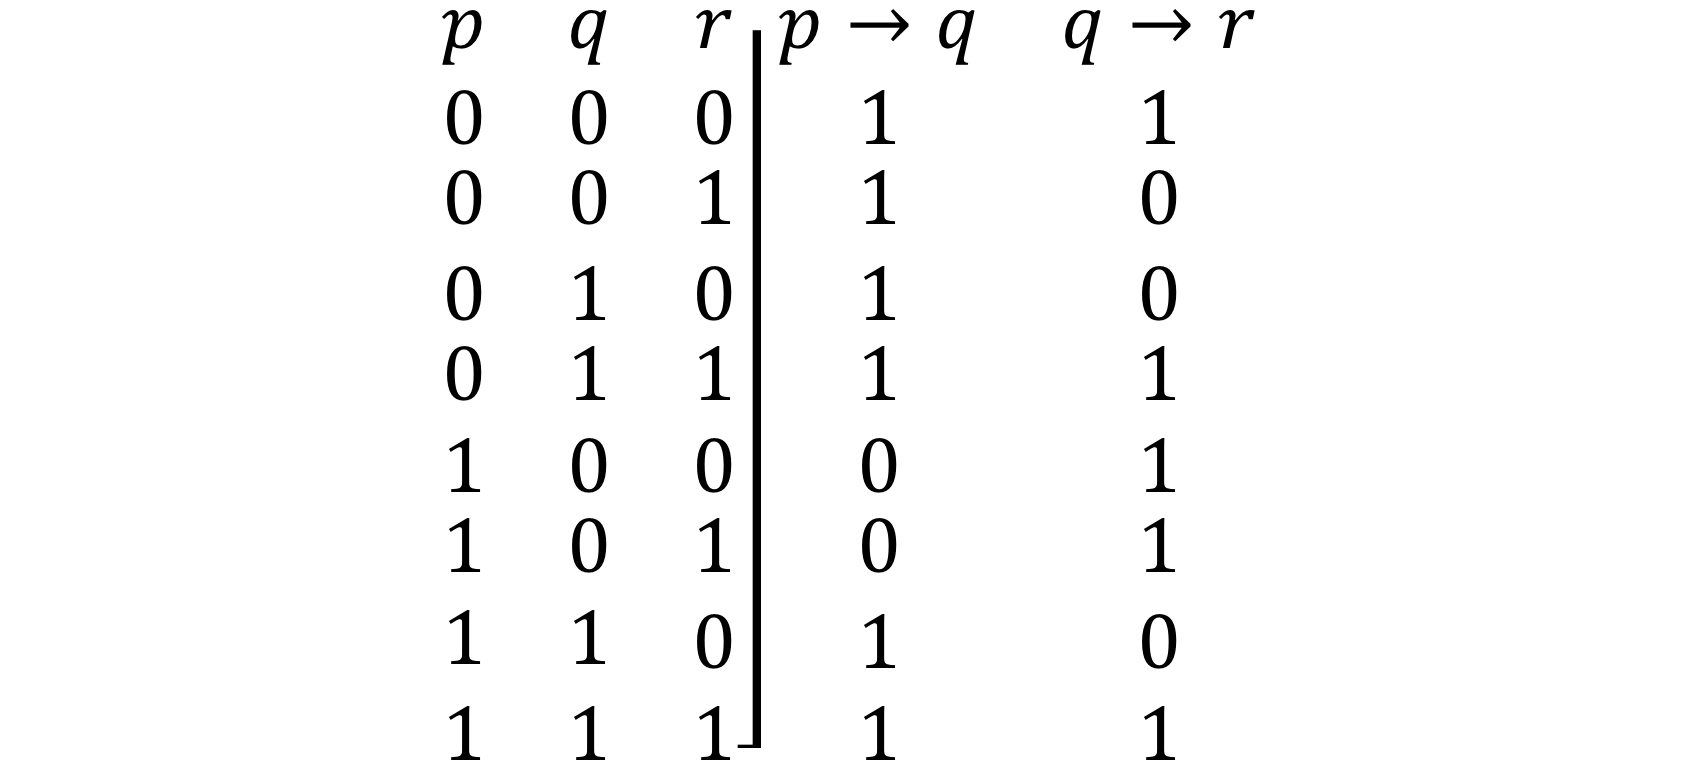 p q r p → q q → r
0 0 0 1 1
0 0 1 1 0
0 1 0 1 0
0 1 1 1 1
1 0 0 0 1
1 0 1 0 1
1 1 0 1 0
1 1 1 1 1